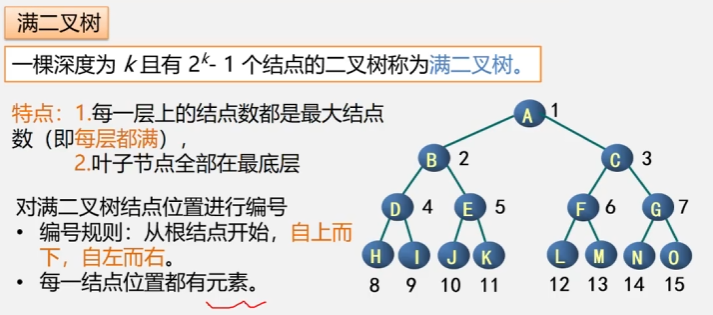 满二叉树
一棵深度为 k 且有 2ᵏ- 1 个结点的二叉树称为满二叉树。
特点：1.每一层上的结点数都是最大结点
数（即每层都满），
2.叶子节点全部在最底层
对满二叉树结点位置进行编号
• 编号规则：从根结点开始，自上而
下，自左而右。
• 每一结点位置都有元素。
A 1
B 2 C 3
D 4 E 5 F 6 G 7
H I J K L M N O
8 9 10 11 12 13 14 15